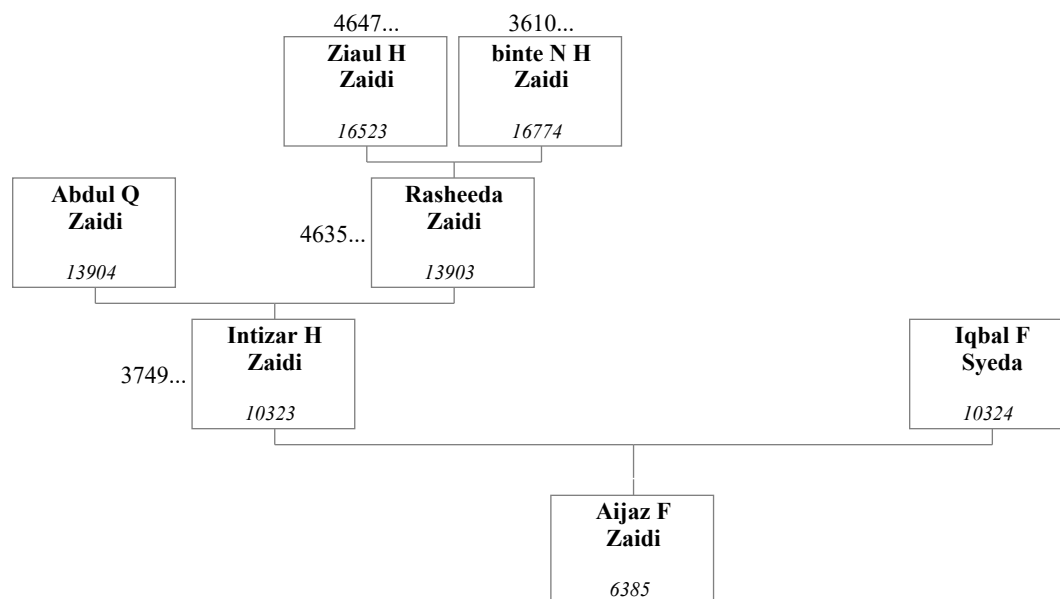 4647...
3610...
Ziaul H
Zaidi
16523
binte N H
Zaidi
16774
Abdul Q
Zaidi
13904
4635...
Rasheeda
Zaidi
13903
3749...
Intizar H
Zaidi
10323
Iqbal F
Syeda
10324
Aijaz F
Zaidi
6385